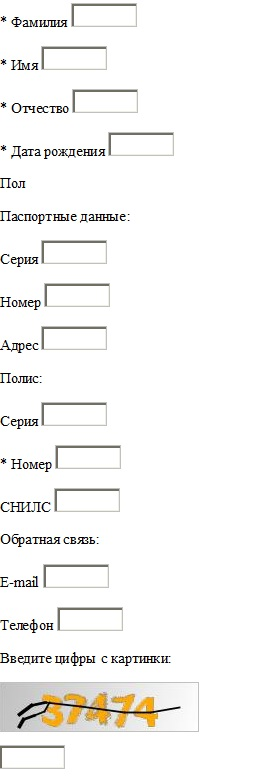 * Фамилия
* Имя
* Отчество
* Дата рождения
Пол
Паспортные данные:
Серия
Номер
Адрес
Полис:
Серия
* Номер
СНИЛС
Обратная связь:
E-mail
Телефон
Введите цифры с картинки:
37474